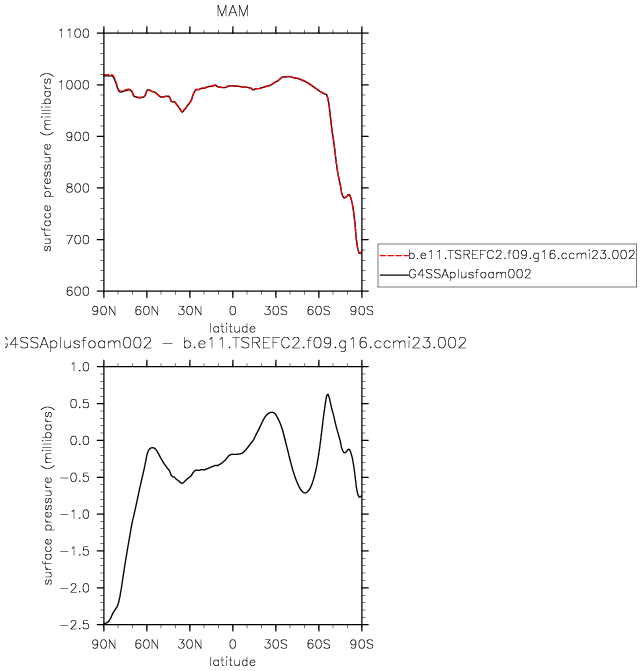 MAM
1100
1000
900
800
700
600
surface pressure (millibars)
90N 60N 30N 0 30S 60S 90S
latitude
b.e11.TSREFC2.f09.g16.ccmi23.002
G4SSAplusfoam002
G4SSAplusfoam002 − b.e11.TSREFC2.f09.g16.ccmi23.002
1.0
0.5
0.0
−0.5
−1.0
−1.5
−2.0
−2.5
surface pressure (millibars)
90N 60N 30N 0 30S 60S 90S
latitude